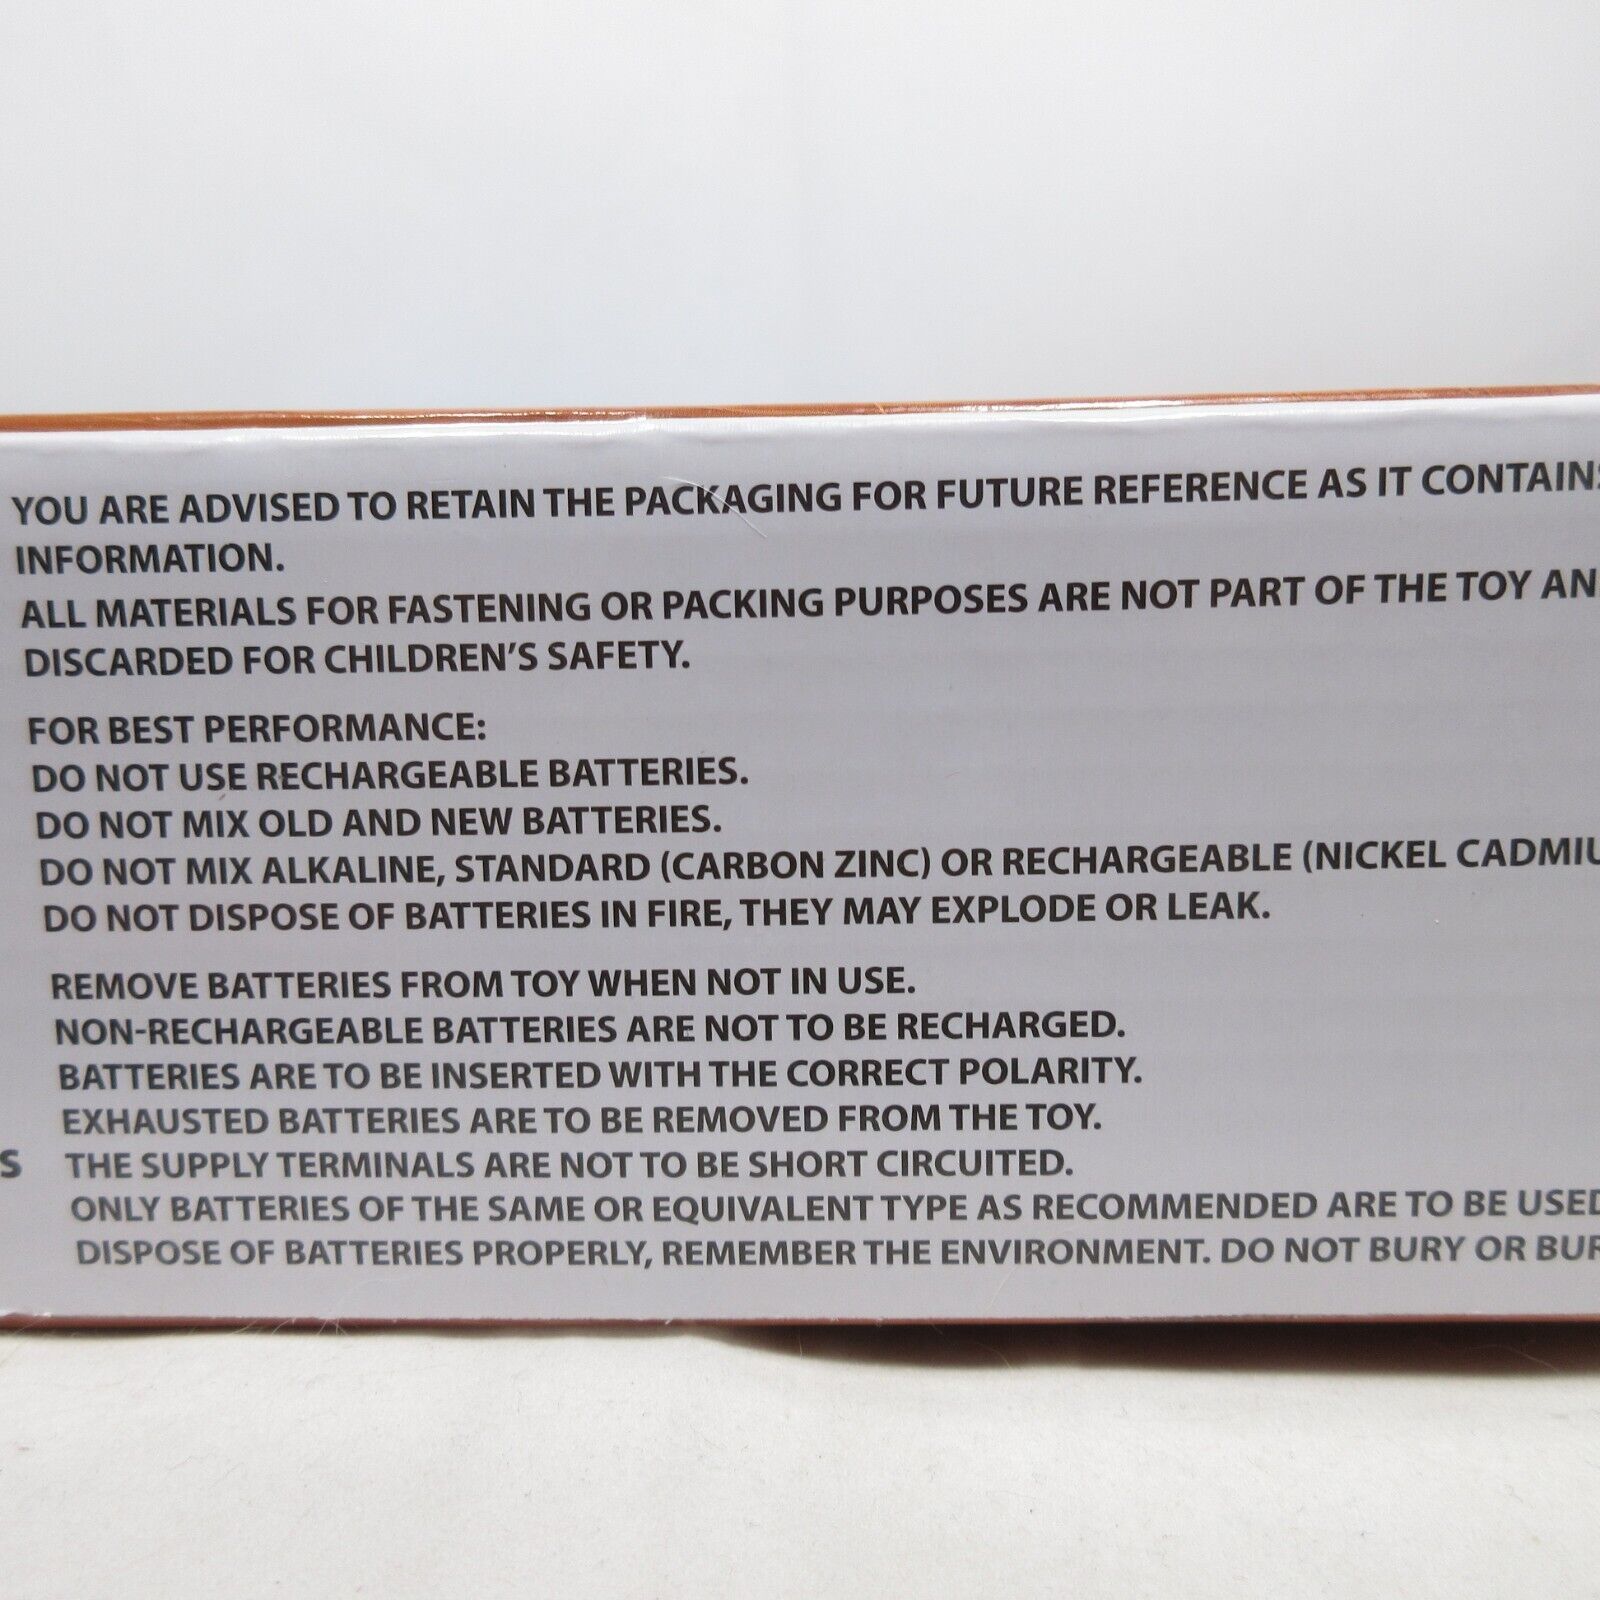 YOU ARE ADVISED TO RETAIN THE PACKAGING FOR FUTURE REFERENCE AS IT CONTAINS
INFORMATION.
ALL MATERIALS FOR FASTENING OR PACKING PURPOSES ARE NOT PART OF THE TOY AN
DISCARDED FOR CHILDREN'S SAFETY.
FOR BEST PERFORMANCE:
DO NOT USE RECHARGEABLE BATTERIES.
DO NOT MIX OLD AND NEW BATTERIES.
DO NOT MIX ALKALINE, STANDARD (CARBON ZINC) OR RECHARGEABLE (NICKEL CADMIU
DO NOT DISPOSE OF BATTERIES IN FIRE, THEY MAY EXPLODE OR LEAK.
REMOVE BATTERIES FROM TOY WHEN NOT IN USE.
NON-RECHARGEABLE BATTERIES ARE NOT TO BE RECHARGED.
BATTERIES ARE TO BE INSERTED WITH THE CORRECT POLARITY.
EXHAUSTED BATTERIES ARE TO BE REMOVED FROM THE TOY.
S THE SUPPLY TERMINALS ARE NOT TO BE SHORT CIRCUITED.
ONLY BATTERIES OF THE SAME OR EQUIVALENT TYPE AS RECOMMENDED ARE TO BE USED
DISPOSE OF BATTERIES PROPERLY, REMEMBER THE ENVIRONMENT. DO NOT BURY OR BUR